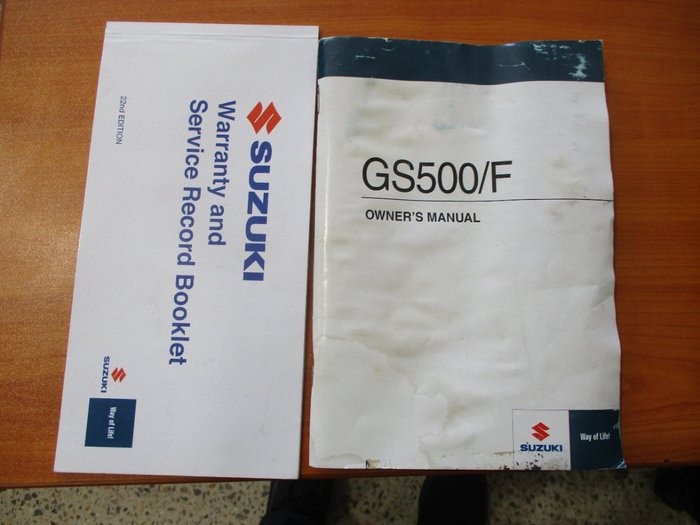 SUZUKI
Warranty and
Service Record Booklet
22nd EDITION
SUZUKI
Way of Life!
GS500/F
OWNER'S MANUAL
SUZUKI
Way of Life!